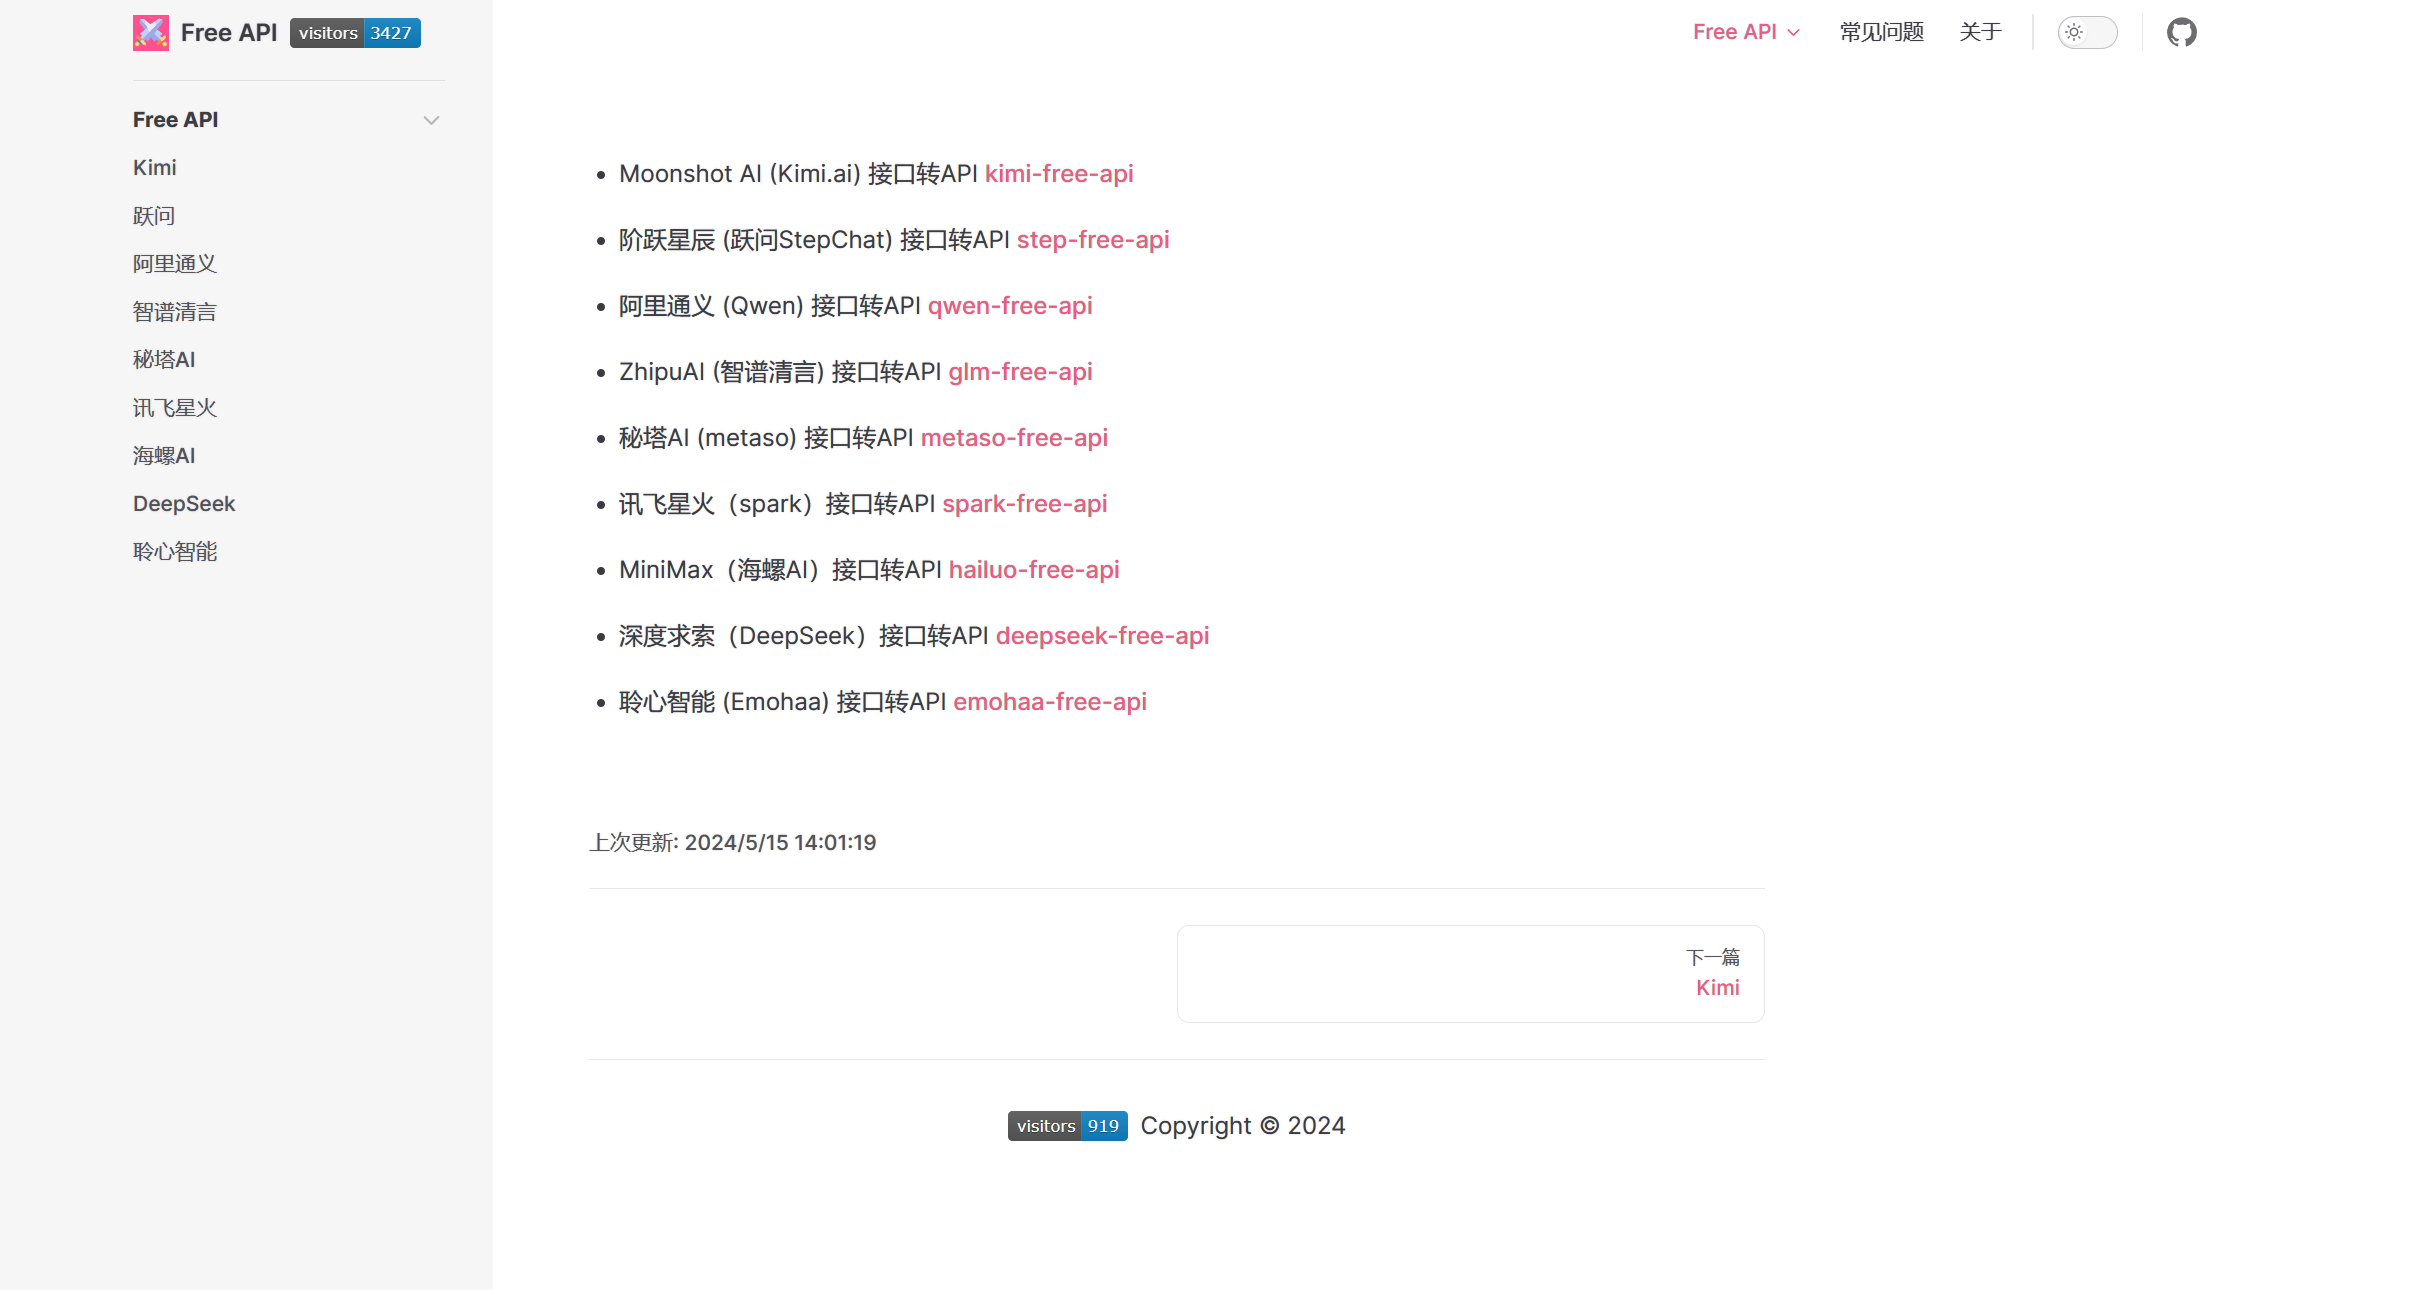 Free API visitors 3427
Free API 常见问题 关于
Free API
Kimi
跃问
阿里通义
智谱清言
秘塔AI
讯飞星火
海螺AI
DeepSeek
聆心智能
Moonshot AI (Kimi.ai) 接口转API kimi-free-api
阶跃星辰 (跃问StepChat) 接口转API step-free-api
阿里通义 (Qwen) 接口转API qwen-free-api
ZhipuAI (智谱清言) 接口转API glm-free-api
秘塔AI (metaso) 接口转API metaso-free-api
讯飞星火（spark）接口转API spark-free-api
MiniMax（海螺AI）接口转API hailuo-free-api
深度求索（DeepSeek）接口转API deepseek-free-api
聆心智能 (Emohaa) 接口转API emohaa-free-api
上次更新: 2024/5/15 14:01:19
下一篇
Kimi
visitors 919 Copyright © 2024